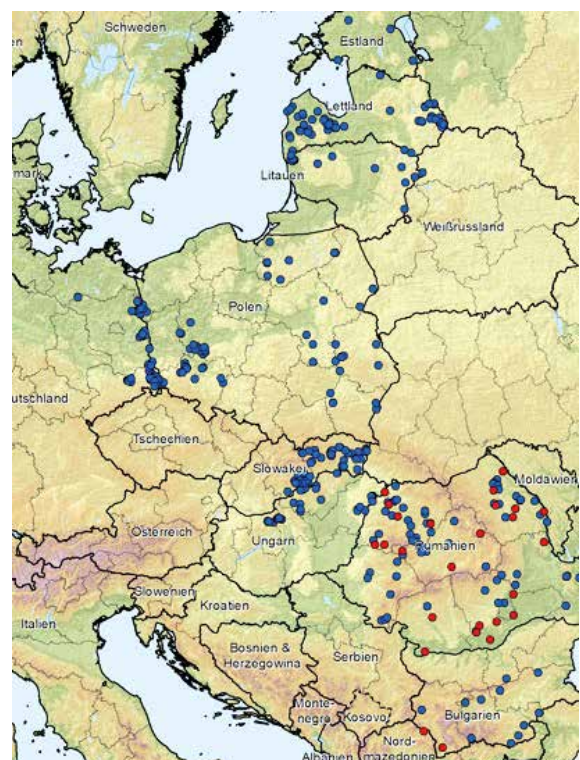 Schweden
Estland
Lettland
mark
Litauen
Weißrussland
Polen
utschland
Tschechien
Slowakei
Moldawien
Österreich
Ungarn
Rumänien
Slowenien
Kroatien
Italien
Bosnien &
Herzegowina
Serbien
Monte-
negro
Kosovo
Bulgarien
Nord-
mazedonien
Albanien